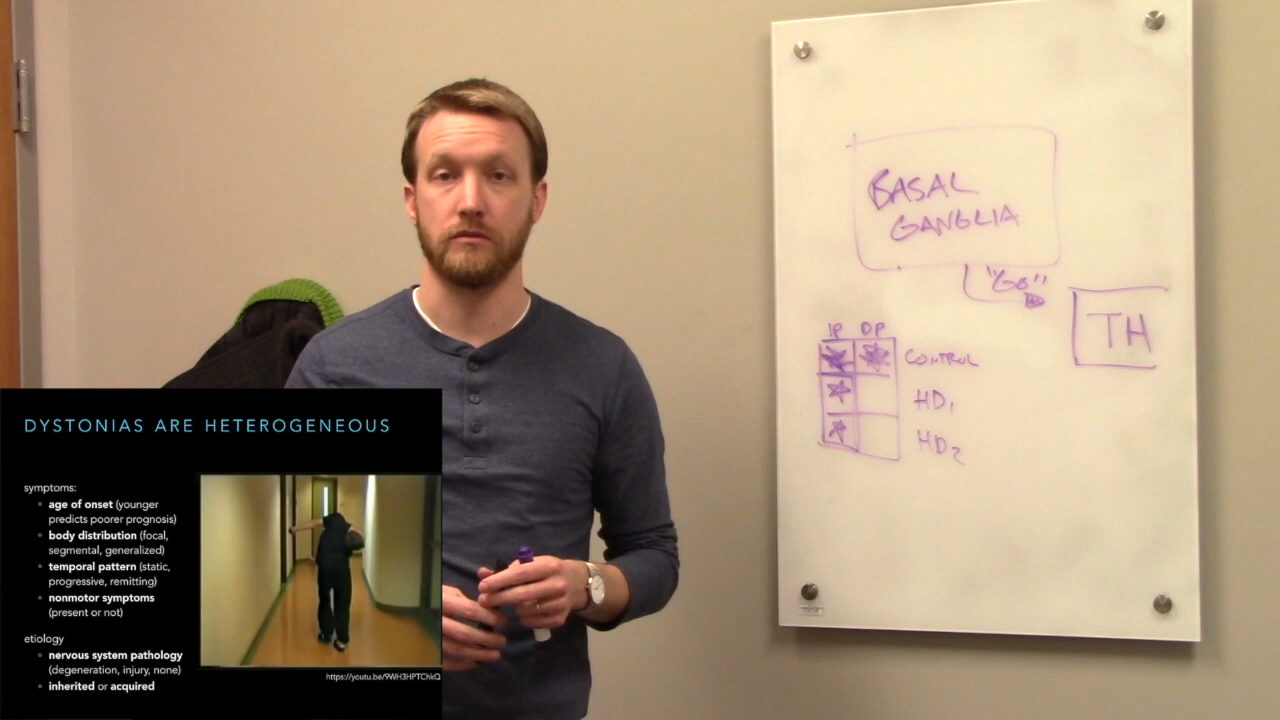 BASAL
GANGLIA
"GO"
TH
IP DP
CONTROL
HD1
HD2
DYSTONIAS ARE HETEROGENEOUS
symptoms:
• age of onset (younger
predicts poorer prognosis)
• body distribution (focal,
segmental, generalized)
• temporal pattern (static,
progressive, remitting)
• nonmotor symptoms
(present or not)
etiology
• nervous system pathology
(degeneration, injury, none)
• inherited or acquired
https://youtu.be/9WH3HPTChkQ